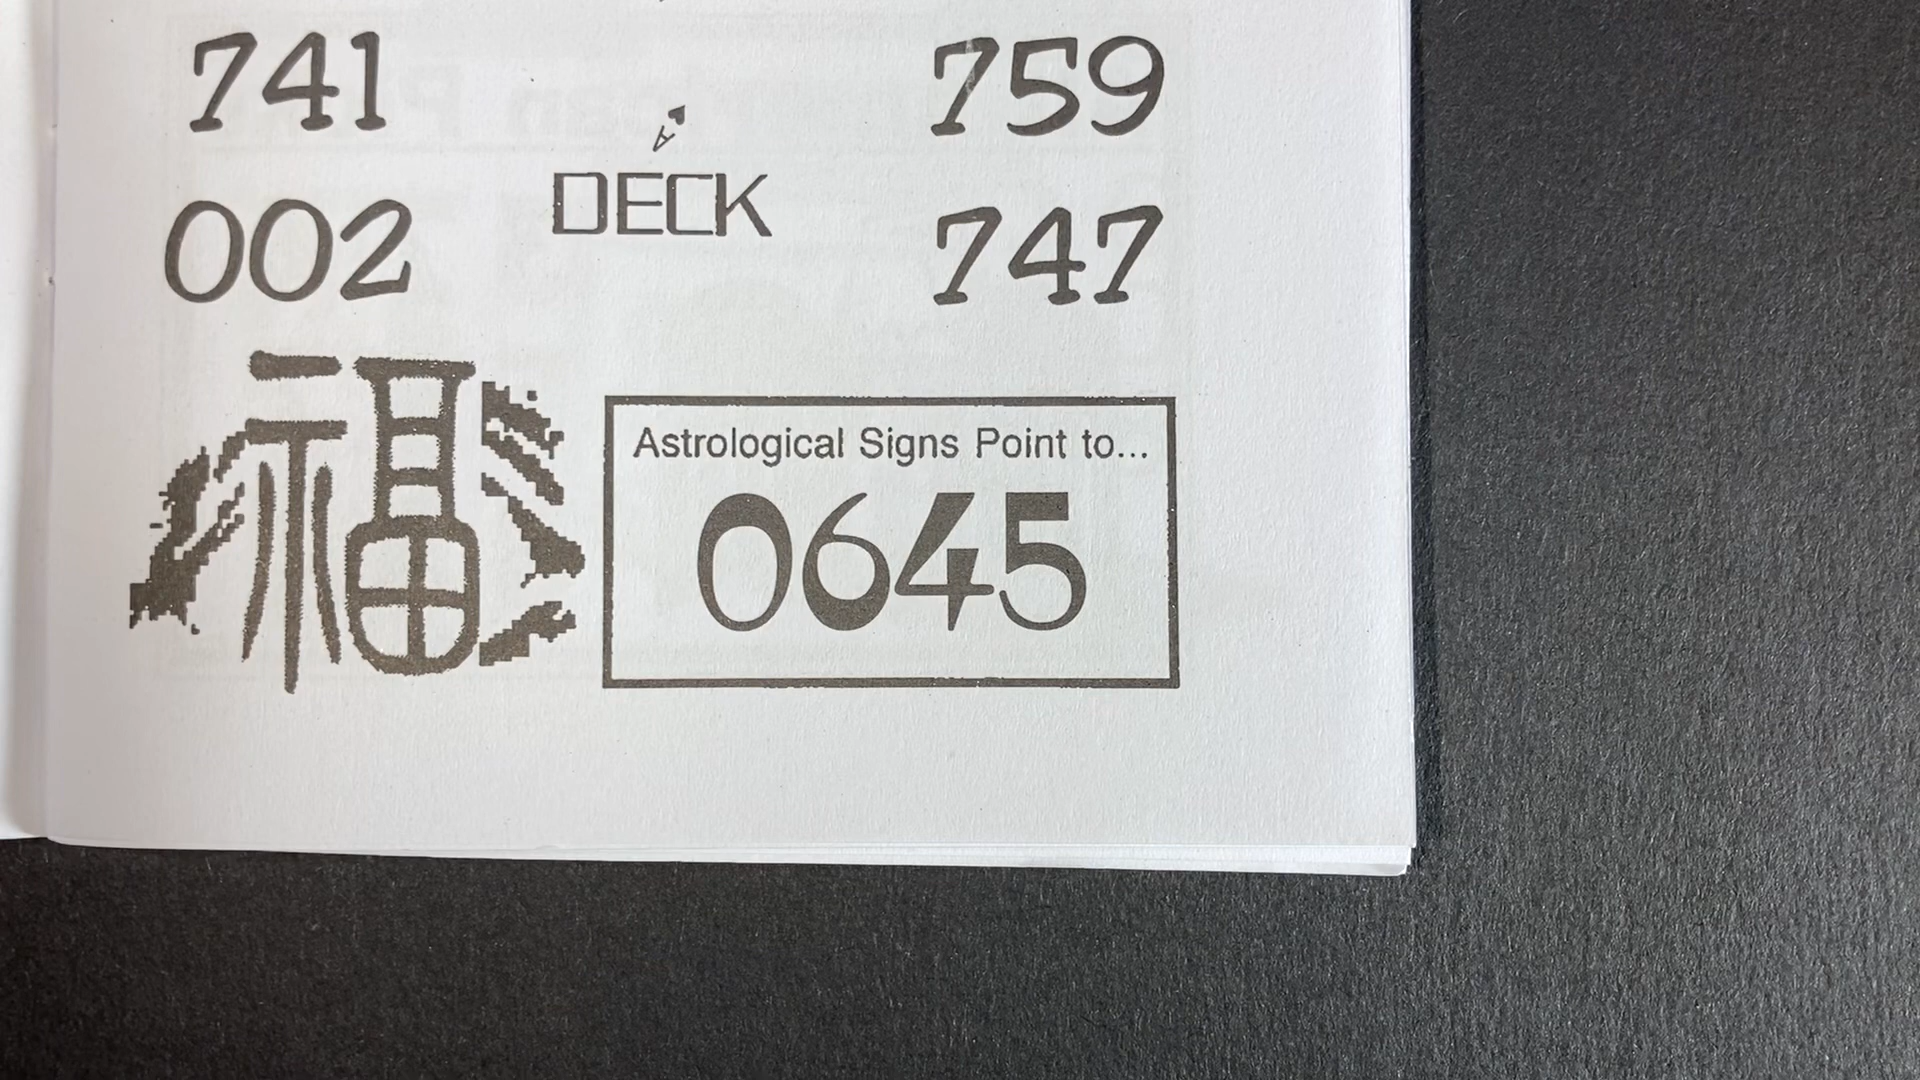 741
759
A
DECK
002
747
福
Astrological Signs Point to...
0645